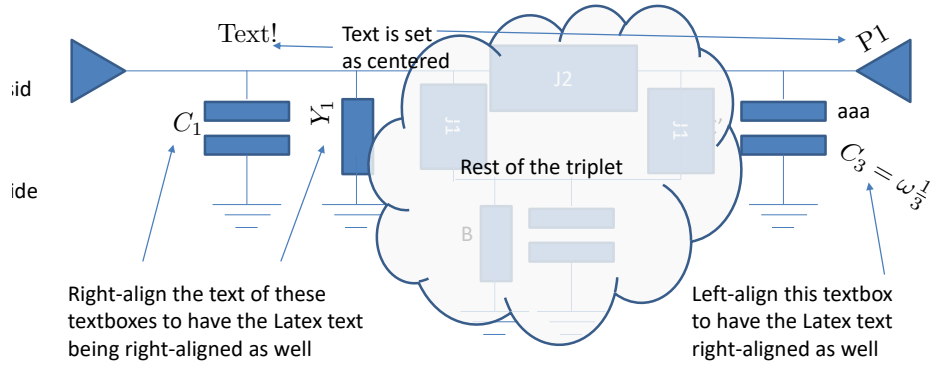 Text!
Text is set
as centered
P1
sid
J2
C₁
Y₁
J1
J1
aaa
Rest of the triplet
C₃ = ω 1/3
ide
B
Right-align the text of these
textboxes to have the Latex text
being right-aligned as well
Left-align this textbox
to have the Latex text
right-aligned as well